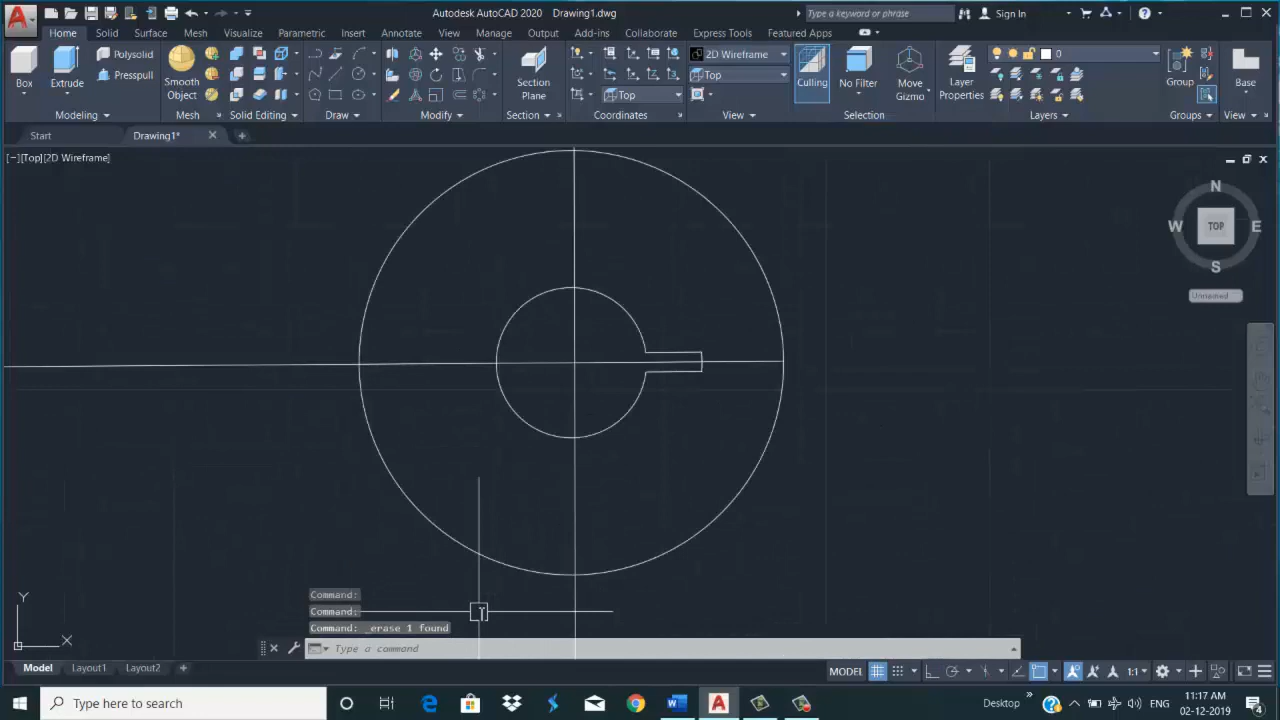 Autodesk AutoCAD 2020 Drawing1.dwg
Type a keyword or phrase
Sign In
Home Solid Surface Mesh Visualize Parametric Insert Annotate View Manage Output Add-ins Collaborate Express Tools Featured Apps
Box
Extrude
Polysolid
Presspull
Smooth
Object
Section
Plane
2D Wireframe
Top
Top
Culling
No Filter
Move
Gizmo
Layer
Properties
0
Group
Base
Modeling
Mesh
Solid Editing
Draw
Modify
Section
Coordinates
View
Selection
Layers
Groups
View
Start
Drawing1*
[−][Top][2D Wireframe]
N
W
TOP
E
S
Unnamed
Y
X
Command:
Command:
Command: _erase 1 found
Type a command
Model Layout1 Layout2
MODEL
1:1
Type here to search
Desktop
ENG
11:17 AM
02-12-2019
4